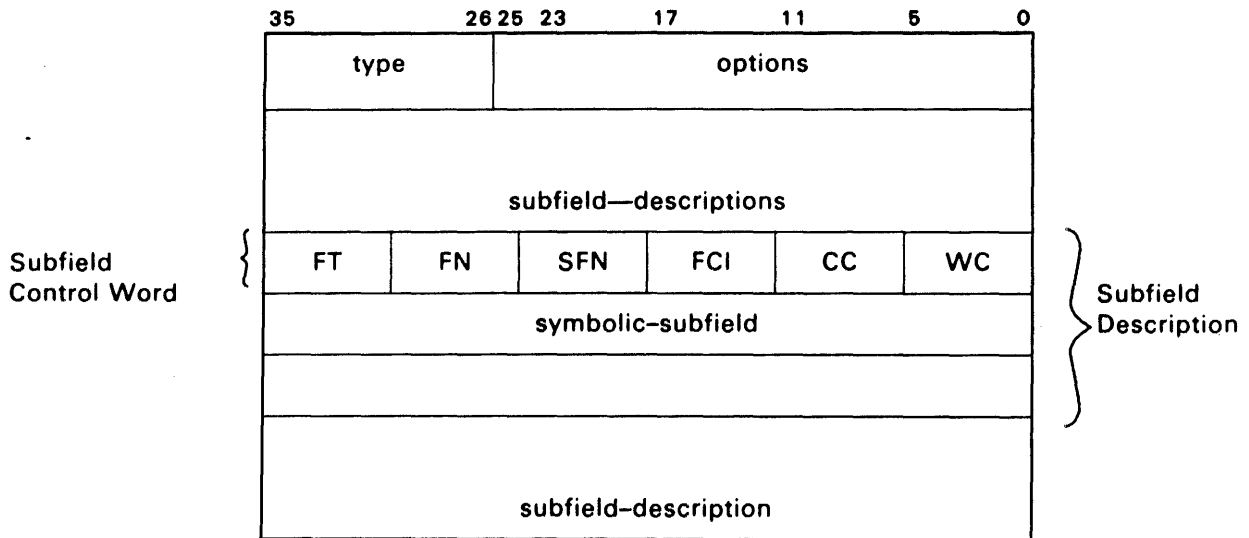 35 26 25 23 17 11 5 0
type options
subfield—descriptions
FT FN SFN FCI CC WC
Subfield
Control Word
symbolic-subfield
Subfield
Description
subfield-description